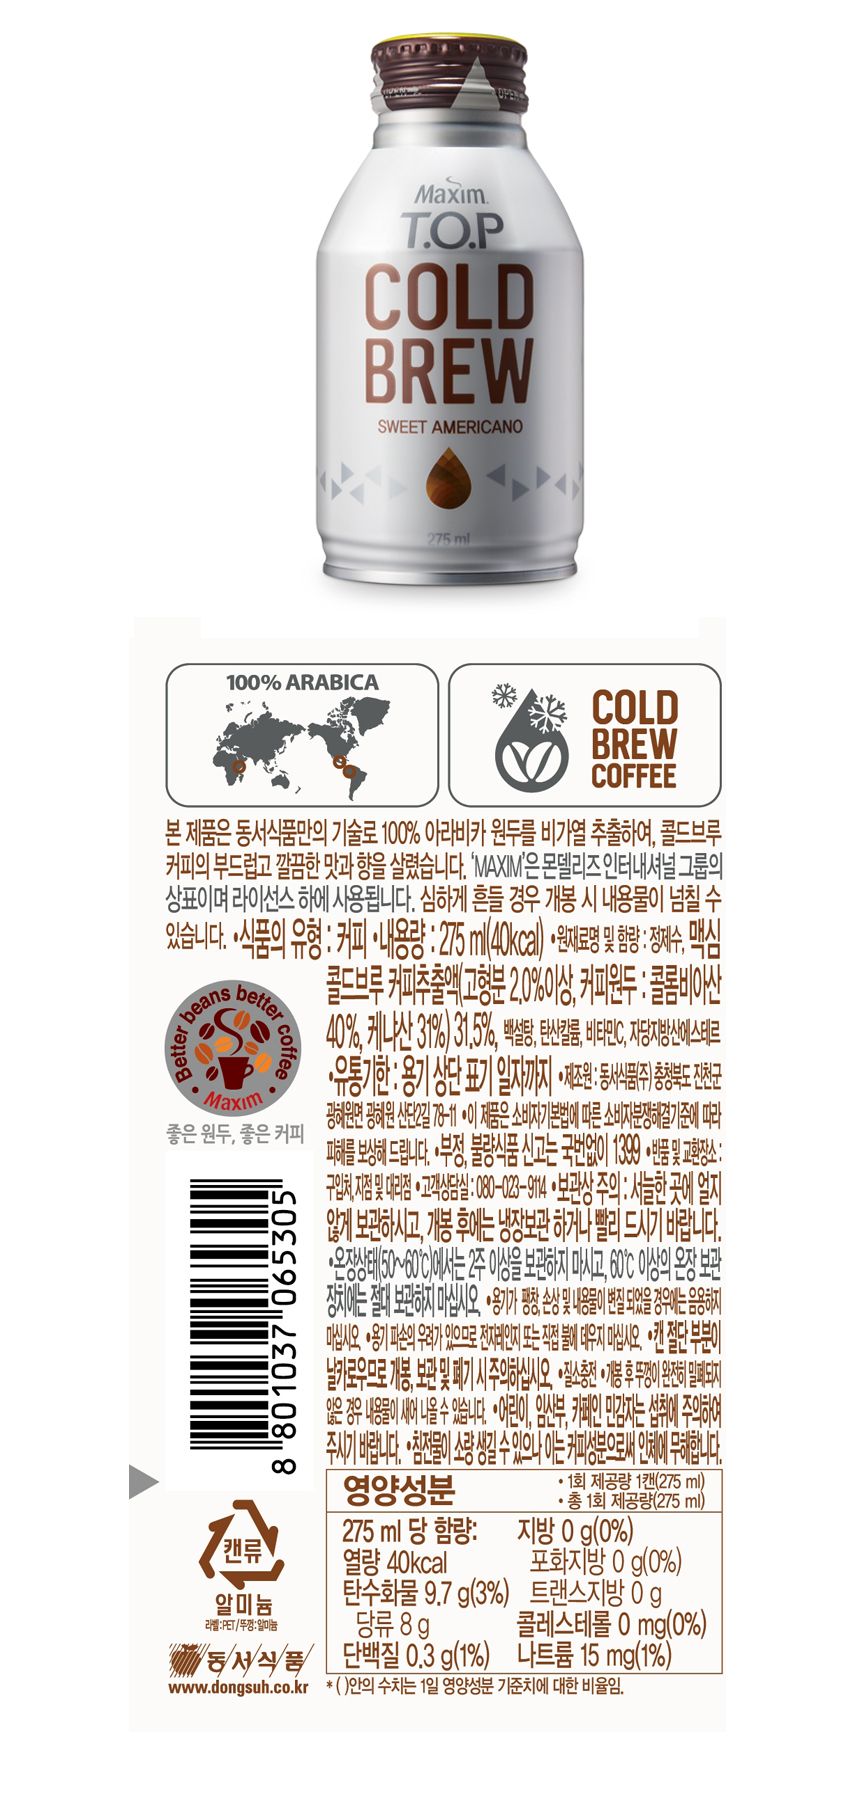 OPEN
OPEN
Maxim
T.O.P
COLD
BREW
SWEET AMERICANO
275 ml
100% ARABICA
COLD
BREW
COFFEE
본 제품은 동서식품만의 기술로 100% 아라비카 원두를 비가열 추출하여, 콜드브루
커피의 부드럽고 깔끔한 맛과 향을 살렸습니다. 'MAXIM'은 몬델리즈 인터내셔널 그룹의
상표이며 라이선스 하에 사용됩니다. 심하게 흔들 경우 개봉 시 내용물이 넘칠 수
있습니다. •식품의 유형 : 커피 •내용량 : 275 ml(40kcal) •원재료명 및 함량 : 정제수, 맥심
콜드브루 커피추출액(고형분 2.0%이상, 커피원두 : 콜롬비아산
40%, 케냐산 31%) 31.5%, 백설탕, 탄산칼륨, 비타민C, 자당지방산에스테르
•유통기한 : 용기 상단 표기 일자까지 •제조원 : 동서식품(주) 충청북도 진천군
광혜원면 광혜원 산단2길 78-11 •이 제품은 소비자기본법에 따른 소비자분쟁해결기준에 따라
피해를 보상해 드립니다. •부정, 불량식품 신고는 국번없이 1399 •반품 및 교환장소 :
구입처, 지점 및 대리점 •고객상담실 : 080-023-9114 •보관상 주의 : 서늘한 곳에 얼지
않게 보관하시고, 개봉 후에는 냉장보관 하거나 빨리 드시기 바랍니다.
•온장상태(50~60℃)에서는 2주 이상을 보관하지 마시고, 60℃ 이상의 온장 보관
장치에는 절대 보관하지 마십시오. •용기가 팽창, 손상 및 내용물이 변질 되었을 경우에는 음용하지
마십시오. •용기 파손의 우려가 있으므로 전자레인지 또는 직접 불에 데우지 마십시오. •캔 절단 부분이
날카로우므로 개봉, 보관 및 폐기 시 주의하십시오. •질소충전 •개봉 후 뚜껑이 완전히 밀폐되지
않은 경우 내용물이 새어 나올 수 있습니다. •어린이, 임산부, 카페인 민감자는 섭취에 주의하여
주시기 바랍니다. •침전물이 소량 생길 수 있으나 이는 커피성분으로써 인체에 무해합니다.
Better beans better coffee
Maxim
좋은 원두, 좋은 커피
8 801037 065305
캔류
알미늄
라벨:PET/뚜껑:알미늄
동서식품
www.dongsuh.co.kr
영양성분
• 1회 제공량 1캔(275 ml)
• 총 1회 제공량(275 ml)
275 ml 당 함량: 지방 0 g(0%)
열량 40kcal 포화지방 0 g(0%)
탄수화물 9.7 g(3%) 트랜스지방 0 g
당류 8 g 콜레스테롤 0 mg(0%)
단백질 0.3 g(1%) 나트륨 15 mg(1%)
* ( )안의 수치는 1일 영양성분 기준치에 대한 비율임.